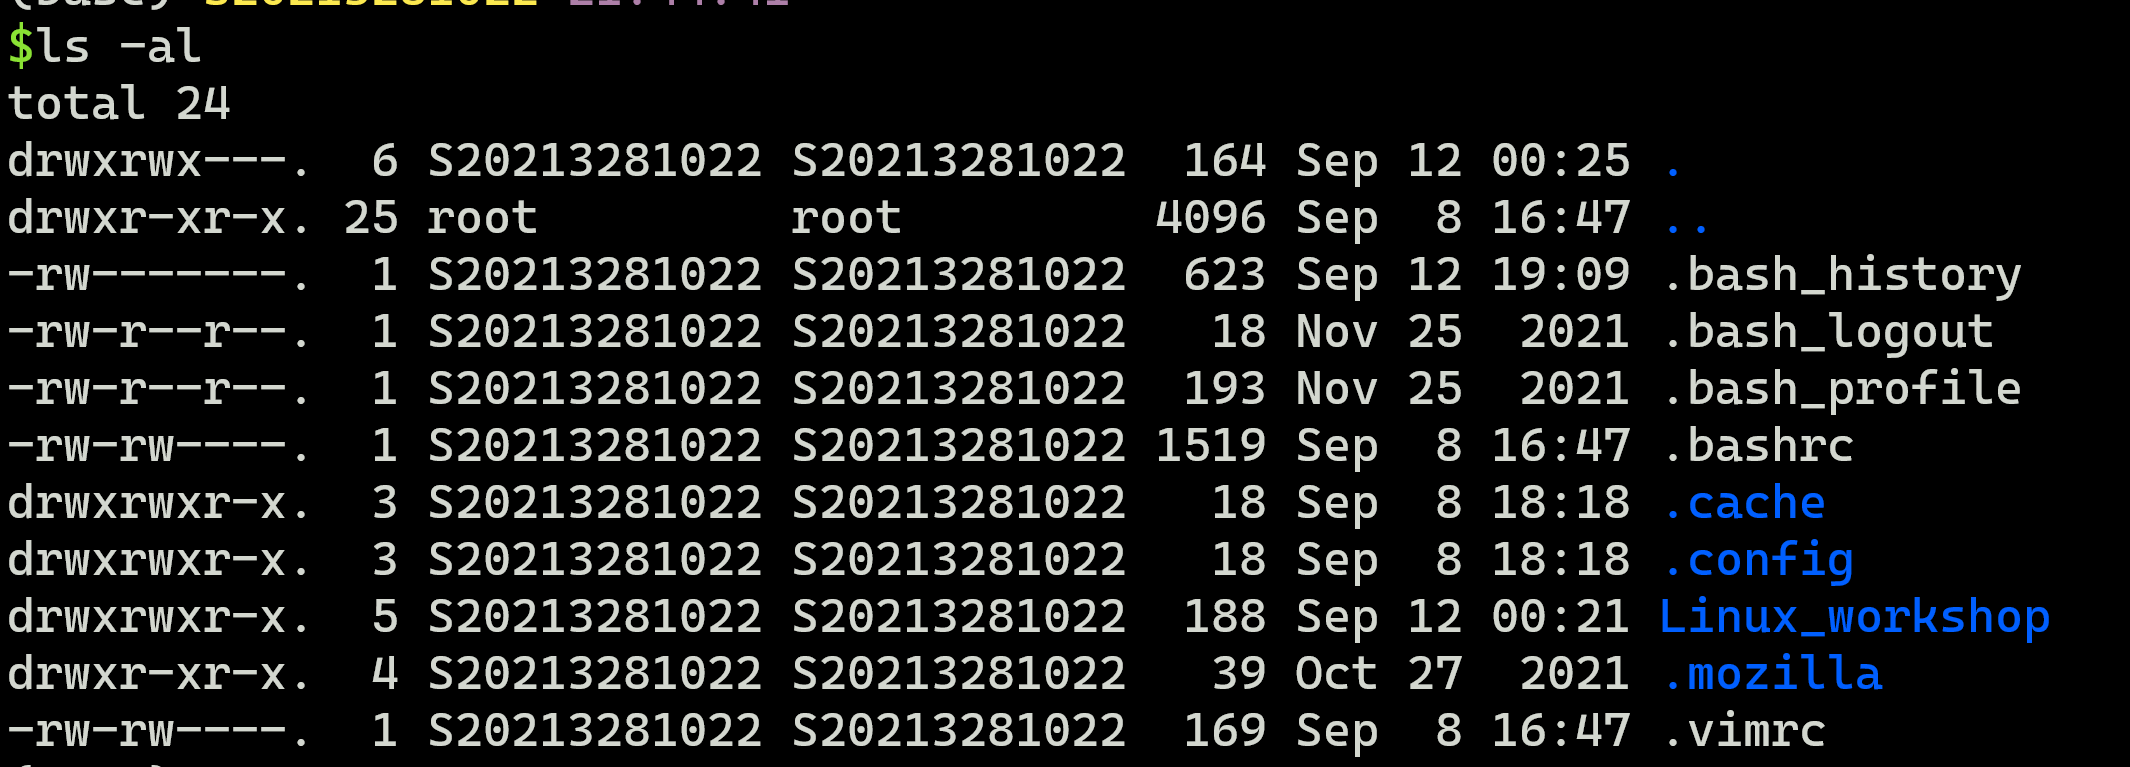 (base) S20213281022 21:44:41
$ls -al
total 24
drwxrwx---.  6 S20213281022 S20213281022  164 Sep 12 00:25 .
drwxr-xr-x. 25 root         root         4096 Sep  8 16:47 ..
-rw-------.  1 S20213281022 S20213281022  623 Sep 12 19:09 .bash_history
-rw-r--r--.  1 S20213281022 S20213281022   18 Nov 25  2021 .bash_logout
-rw-r--r--.  1 S20213281022 S20213281022  193 Nov 25  2021 .bash_profile
-rw-rw----.  1 S20213281022 S20213281022 1519 Sep  8 16:47 .bashrc
drwxrwxr-x.  3 S20213281022 S20213281022   18 Sep  8 18:18 .cache
drwxrwxr-x.  3 S20213281022 S20213281022   18 Sep  8 18:18 .config
drwxrwxr-x.  5 S20213281022 S20213281022  188 Sep 12 00:21 Linux_workshop
drwxr-xr-x.  4 S20213281022 S20213281022   39 Oct 27  2021 .mozilla
-rw-rw----.  1 S20213281022 S20213281022  169 Sep  8 16:47 .vimrc